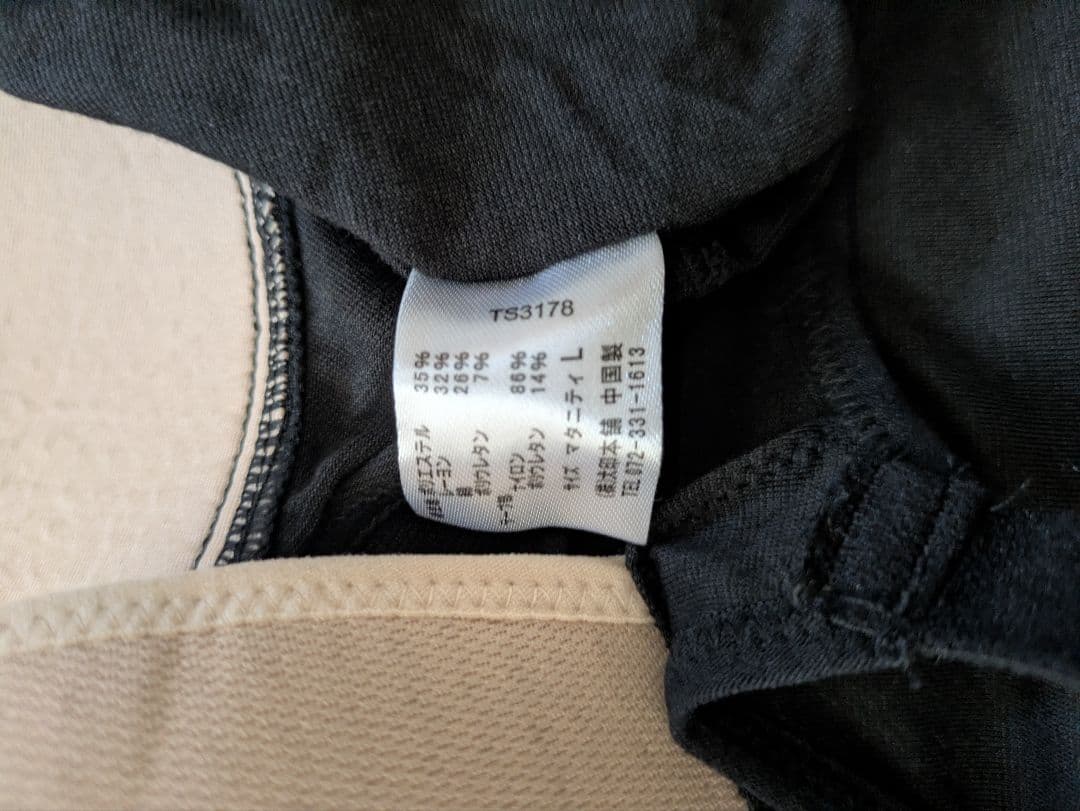 TS3178
ポリエステル 35%
レーヨン 32%
綿 26%
ポリウレタン 7%
テープ部 ナイロン 86%
ポリウレタン 14%
サイズ マタニティ L
(株)犬印本舗 中国製
TEL 072-331-1613